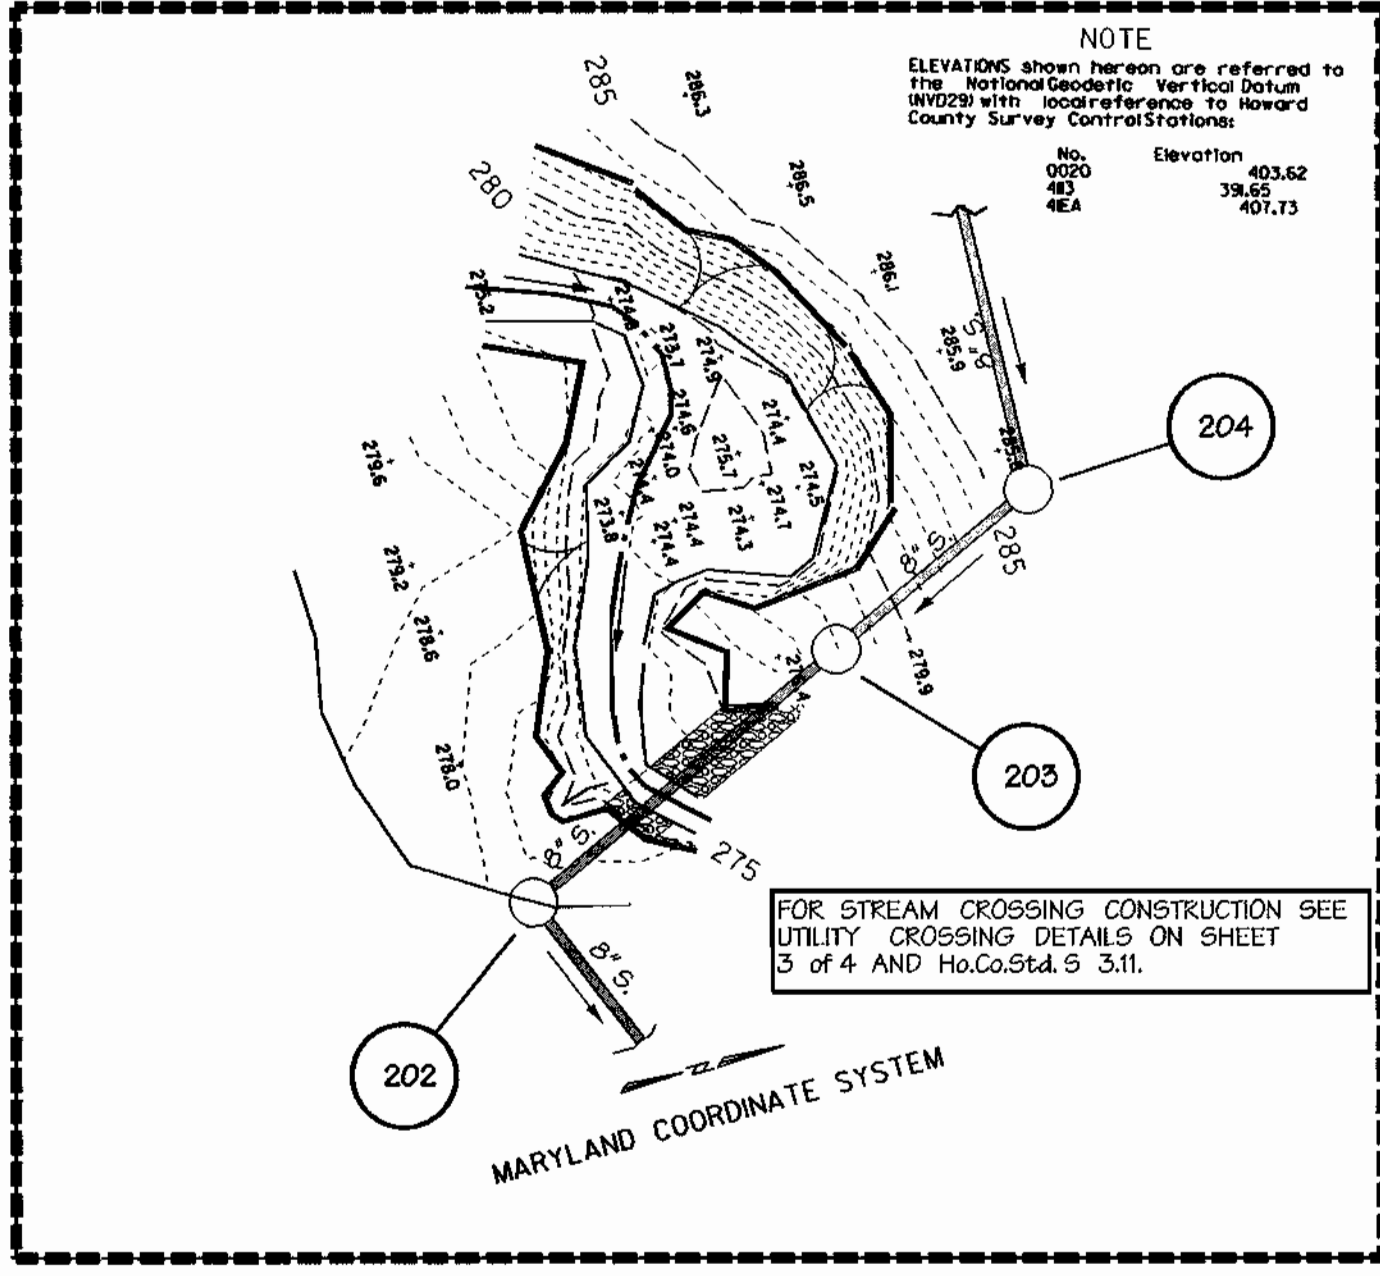 NOTE
ELEVATIONS shown hereon are referred to
the National Geodetic Vertical Datum
(NVD29) with local reference to Howard
County Survey Control Stations:
No. Elevation
0020 403.62
4113 391.65
41EA 407.73
285
286.3
280
286.5
286.1
275.2
274.8
273.7
274.9
285.9
8" S.
274.6
274.4
204
279.6
274.0
275.7
274.4
274.5
274.7
273.8
274.4
274.3
274.4
8" S.
285
279.2
278.6
279.9
278.0
203
8" S.
275
FOR STREAM CROSSING CONSTRUCTION SEE
UTILITY CROSSING DETAILS ON SHEET
3 of 4 AND Ho.Co.Std. S 3.11.
8" S.
202
MARYLAND COORDINATE SYSTEM